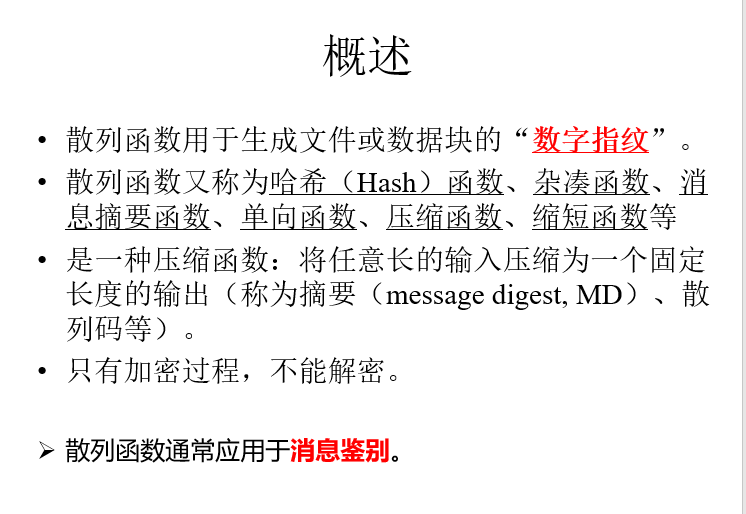 概述
• 散列函数用于生成文件或数据块的“数字指纹”。
• 散列函数又称为哈希（Hash）函数、杂凑函数、消
息摘要函数、单向函数、压缩函数、缩短函数等
• 是一种压缩函数：将任意长的输入压缩为一个固定
长度的输出（称为摘要（message digest, MD）、散
列码等）。
• 只有加密过程，不能解密。
➢ 散列函数通常应用于消息鉴别。